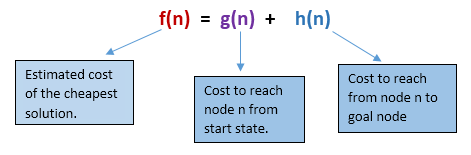 f(n) = g(n) + h(n)
Estimated cost
of the cheapest
solution.
Cost to reach
node n from
start state.
Cost to reach
from node n to
goal node